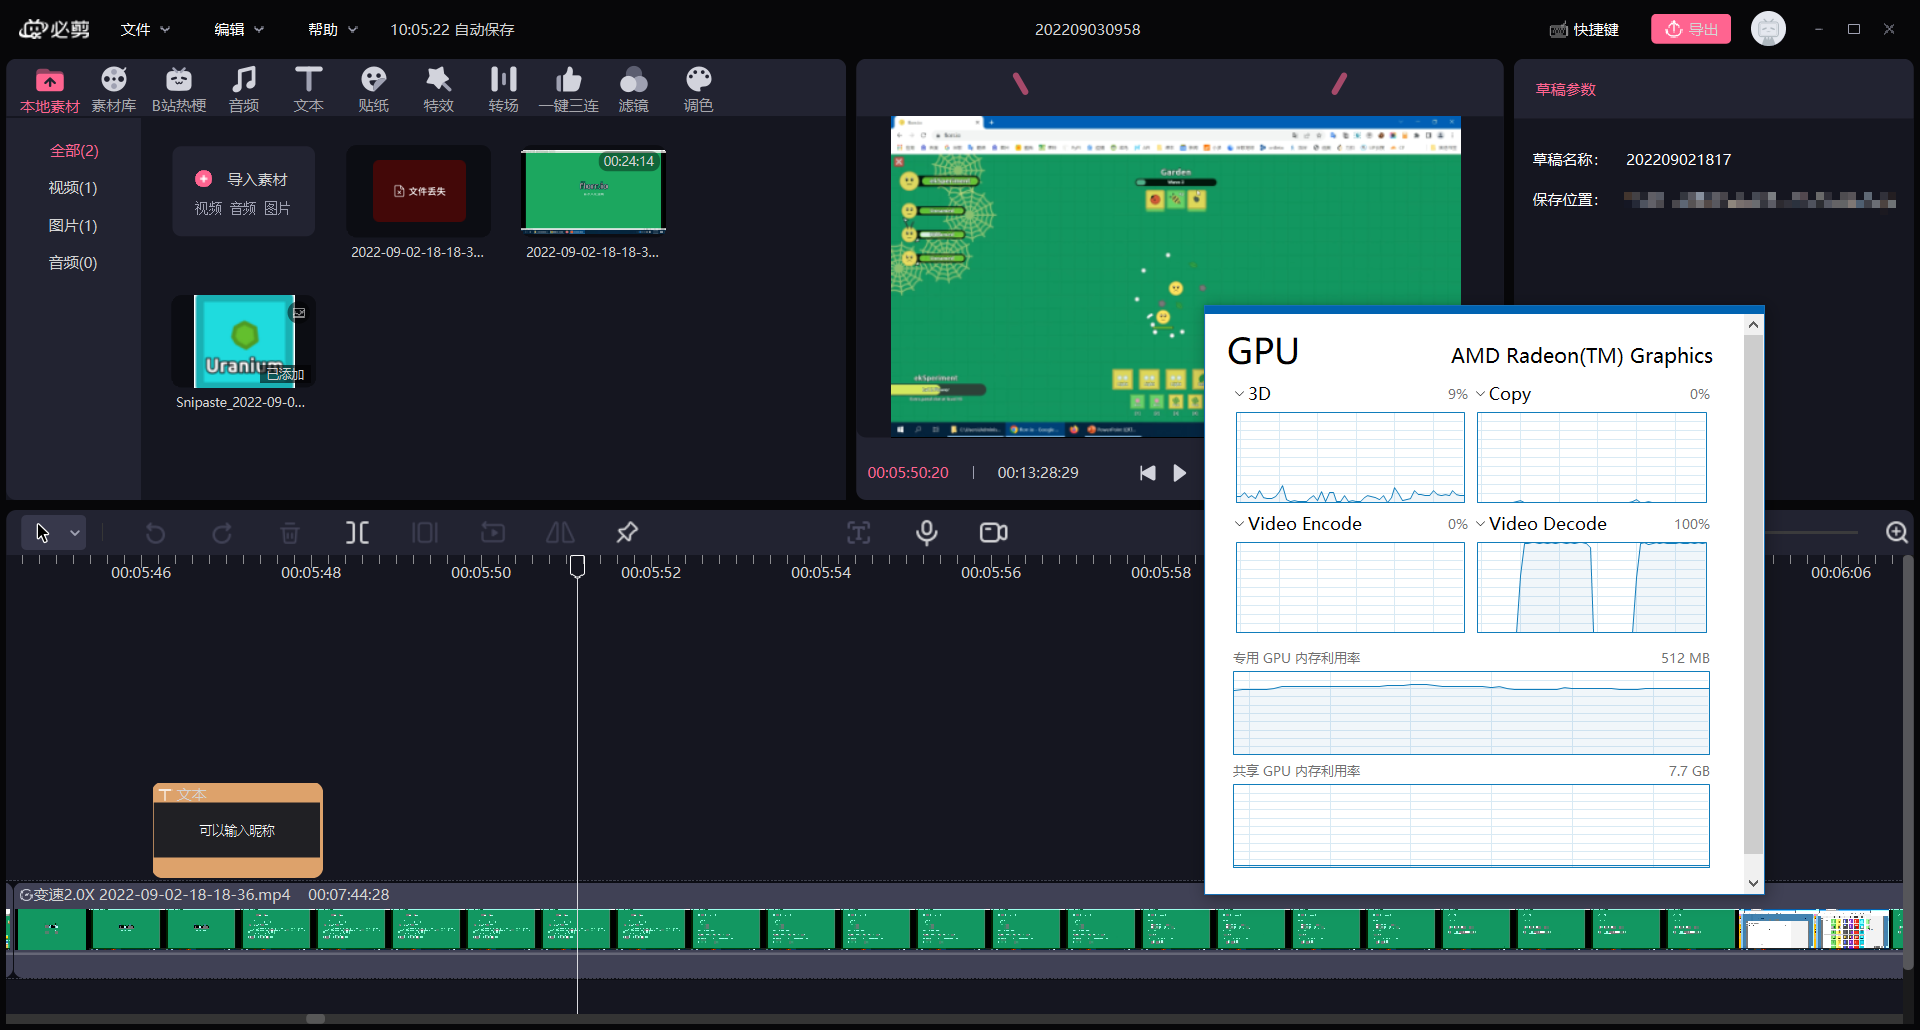 必剪
文件
编辑
帮助
10:05:22 自动保存
202209030958
快捷键
导出
本地素材
素材库
B站热梗
音频
文本
贴纸
特效
转场
一键三连
滤镜
调色
全部(2)
视频(1)
图片(1)
音频(0)
导入素材
视频 音频 图片
文件丢失
2022-09-02-18-18-3...
00:24:14
2022-09-02-18-18-3...
Uranium
已添加
Snipaste_2022-09-0...
Garden
00:05:50:20
00:13:28:29
草稿参数
草稿名称：
202209021817
保存位置：
GPU
AMD Radeon(TM) Graphics
3D
9%
Copy
0%
Video Encode
0%
Video Decode
100%
专用 GPU 内存利用率
512 MB
共享 GPU 内存利用率
7.7 GB
00:05:46
00:05:48
00:05:50
00:05:52
00:05:54
00:05:56
00:05:58
00:06:06
文本
可以输入昵称
变速2.0X 2022-09-02-18-18-36.mp4
00:07:44:28